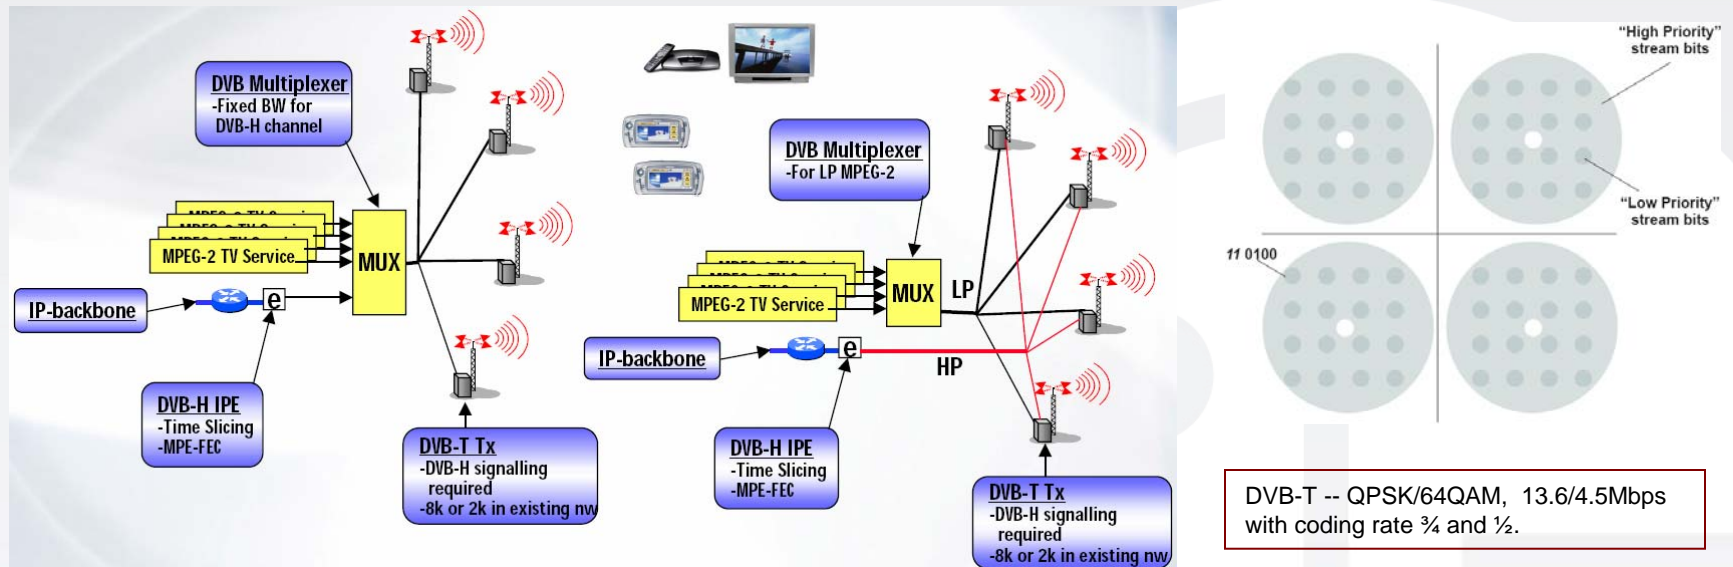 DVB Multiplexer
-Fixed BW for
DVB-H channel
MPEG-2 TV Service
MUX
IP-backbone
e
DVB-H IPE
-Time Slicing
-MPE-FEC
DVB-T Tx
-DVB-H signalling
required
-8k or 2k in existing nw
DVB Multiplexer
-For LP MPEG-2
MPEG-2 TV Service
MUX
LP
IP-backbone
e
HP
DVB-H IPE
-Time Slicing
-MPE-FEC
DVB-T Tx
-DVB-H signalling
required
-8k or 2k in existing nw
"High Priority"
stream bits
"Low Priority"
stream bits
11 0100
DVB-T -- QPSK/64QAM, 13.6/4.5Mbps
with coding rate ¾ and ½.